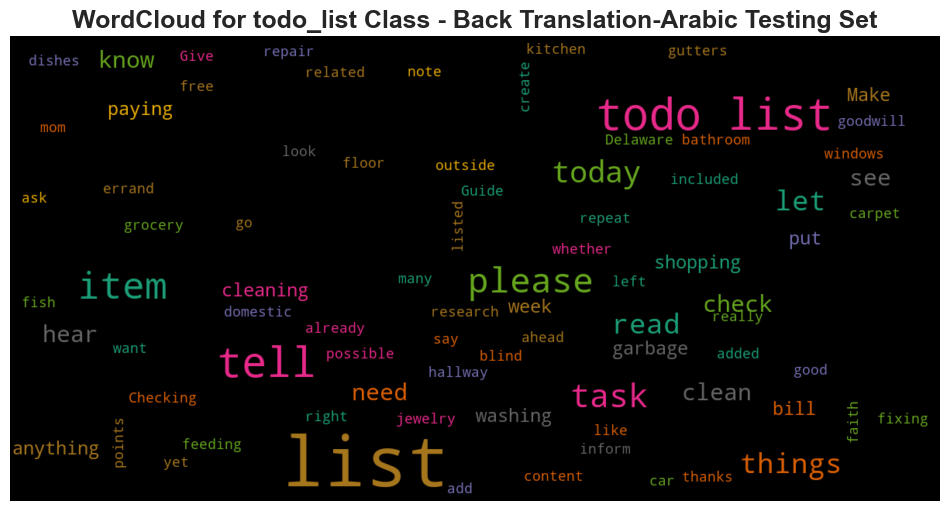 WordCloud for todo_list Class - Back Translation-Arabic Testing Set
dishes
know
Give
repair
kitchen
gutters
related
note
free
create
Make
paying
todo list
goodwill
mom
Delaware
bathroom
look
floor
outside
windows
today
included
see
errand
Guide
ask
let
listed
carpet
grocery
go
repeat
put
whether
shopping
item
cleaning
many
please
left
fish
domestic
research
week
check
really
hear
already
read
want
say
ahead
tell
possible
blind
garbage
added
hallway
good
Checking
need
task
clean
right
jewelry
washing
bill
faith
fixing
like
anything
points
feeding
list
inform
yet
content
things
add
car
thanks